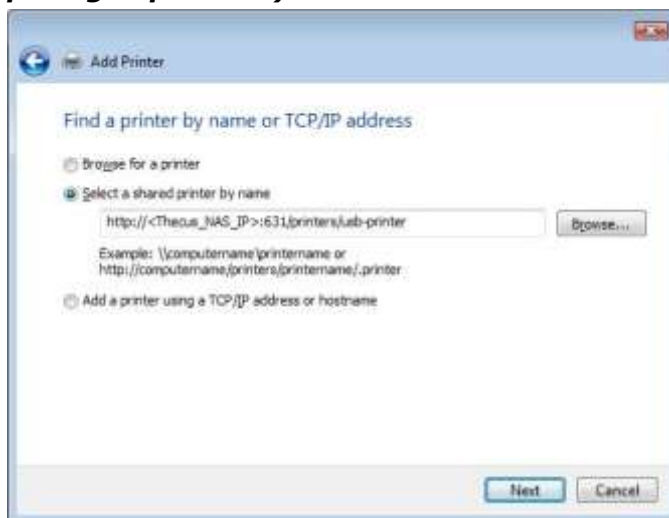 Add Printer
Find a printer by name or TCP/IP address
Browse for a printer
Select a shared printer by name
http://<Thecus_NAS_IP>:631/printers/usb-printer
Browse...
Example: \\computername\printername or
http://computername/printers/printername/.printer
Add a printer using a TCP/IP address or hostname
Next
Cancel